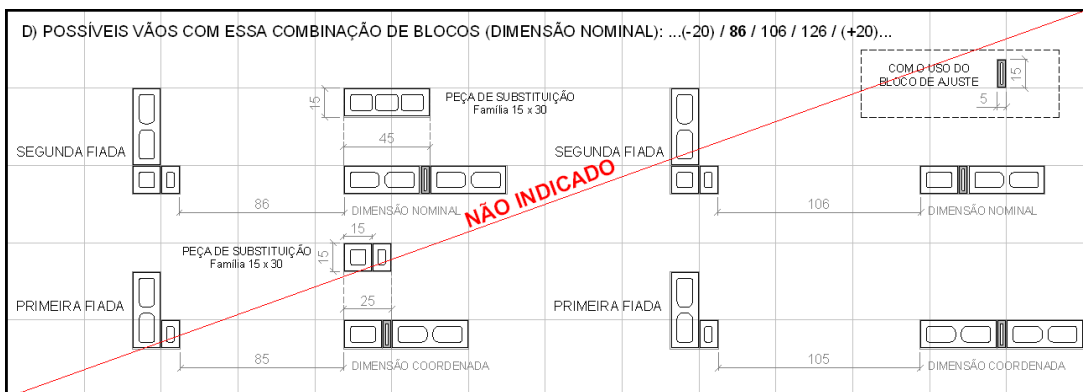 D) POSSÍVEIS VÃOS COM ESSA COMBINAÇÃO DE BLOCOS (DIMENSÃO NOMINAL): ...(-20) / 86 / 106 / 126 / (+20)...
COM O USO DO
BLOCO DE AJUSTE
15
5
15
PEÇA DE SUBSTITUIÇÃO
Família 15 x 30
45
SEGUNDA FIADA
SEGUNDA FIADA
NÃO INDICADO
86
DIMENSÃO NOMINAL
106
DIMENSÃO NOMINAL
15
PEÇA DE SUBSTITUIÇÃO
Família 15 x 30
15
25
PRIMEIRA FIADA
PRIMEIRA FIADA
85
DIMENSÃO COORDENADA
105
DIMENSÃO COORDENADA